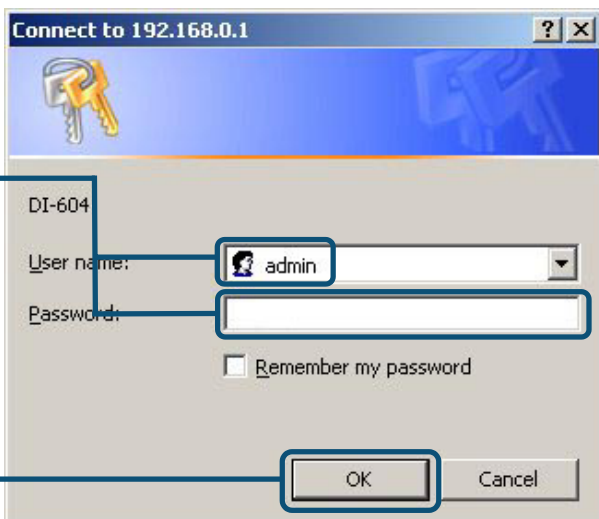 Connect to 192.168.0.1
DI-604
User name:
admin
Password:
Remember my password
OK
Cancel